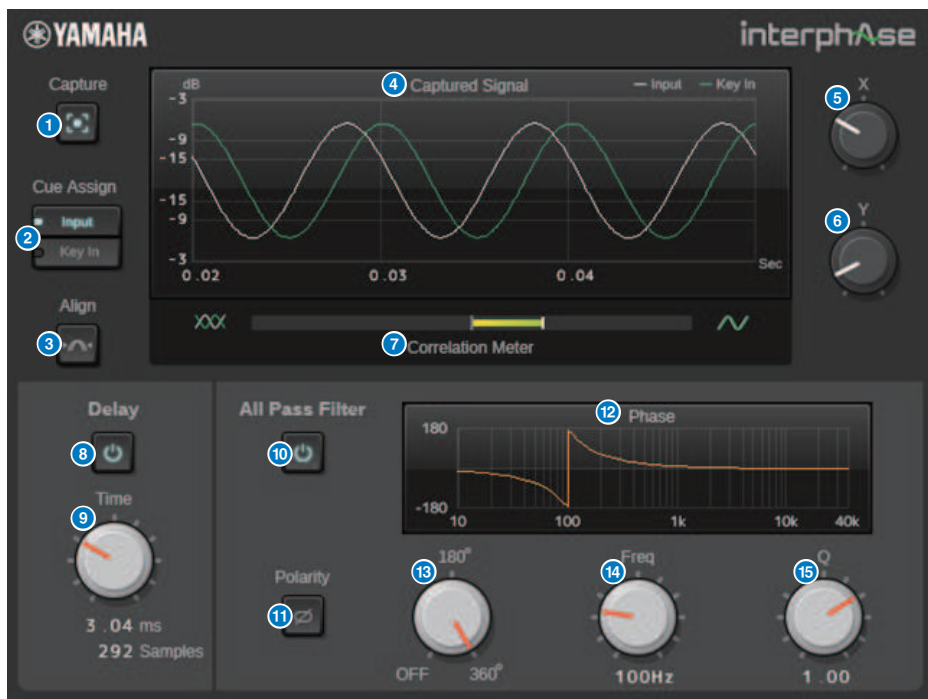 YAMAHA
interphAse
Capture
1
Cue Assign
2
Input
Key In
Align
3
dB
4 Captured Signal
Input Key In
-3
-9
-15
-15
-9
-3
0.02 0.03 0.04
Sec
7 Correlation Meter
5 X
6 Y
Delay
8
Time
9
3.04 ms
292 Samples
All Pass Filter
10
Polarity
11
12 Phase
180
-180
10 100 1k 10k 40k
13 180°
OFF 360°
14 Freq
100Hz
15 Q
1.00